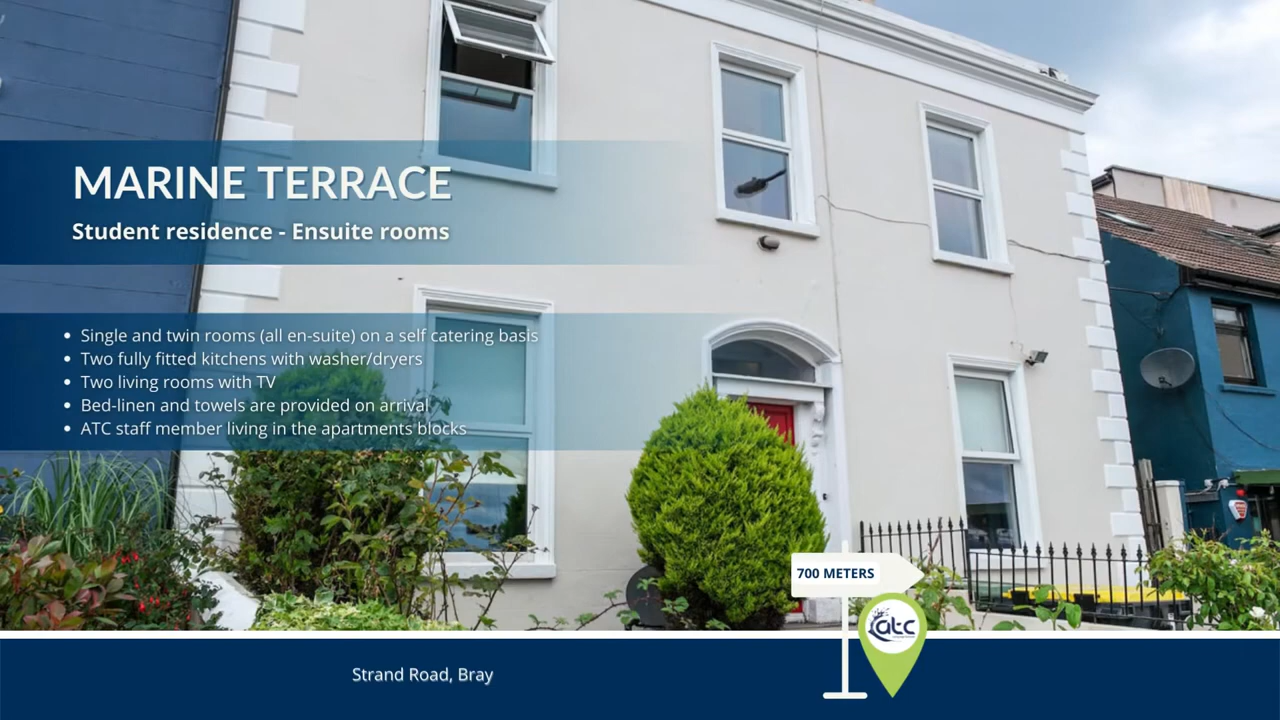 MARINE TERRACE
Student residence - Ensuite rooms
• Single and twin rooms (all en-suite) on a self catering basis
• Two fully fitted kitchens with washer/dryers
• Two living rooms with TV
• Bed-linen and towels are provided on arrival
• ATC staff member living in the apartments blocks
700 METERS
atc
Strand Road, Bray